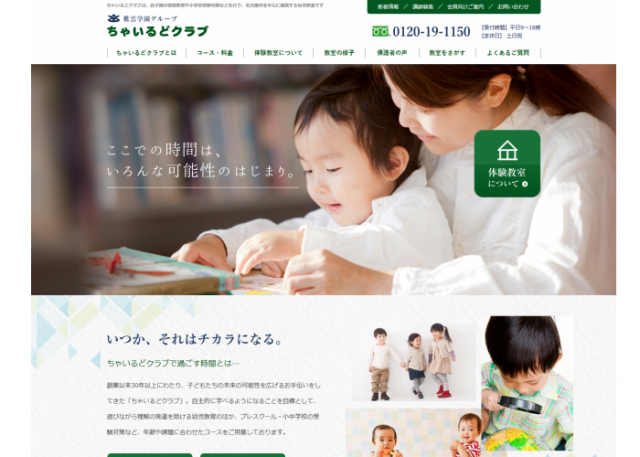 ちゃいるどクラブは、お子様の情操教育や小学校受験対策などを行う、名古屋市を中心に展開する幼児教室です
新着情報 ／ 講師募集 ／ 会員向けご案内 ／ お問い合わせ
雅雲学園グループ
ちゃいるどクラブ
0120-19-1150
【受付時間】平日9～18時
【定休日】 土日祝
ちゃいるどクラブとは
コース・料金
体験教室について
教室の様子
保護者の声
教室をさがす
よくあるご質問
ここでの時間は、
いろんな可能性のはじまり。
体験教室
について
いつか、それはチカラになる。
ちゃいるどクラブで過ごす時間とは…
創業以来30年以上にわたり、子どもたちの未来の可能性を広げるお手伝いをし
てきた「ちゃいるどクラブ」。自主的に学べるようになることを目標として、
遊びながら理解の発達を助ける幼児教育のほか、プレスクール・小中学校の受
験対策など、年齢や課題に合わせたコースをご用意しております。